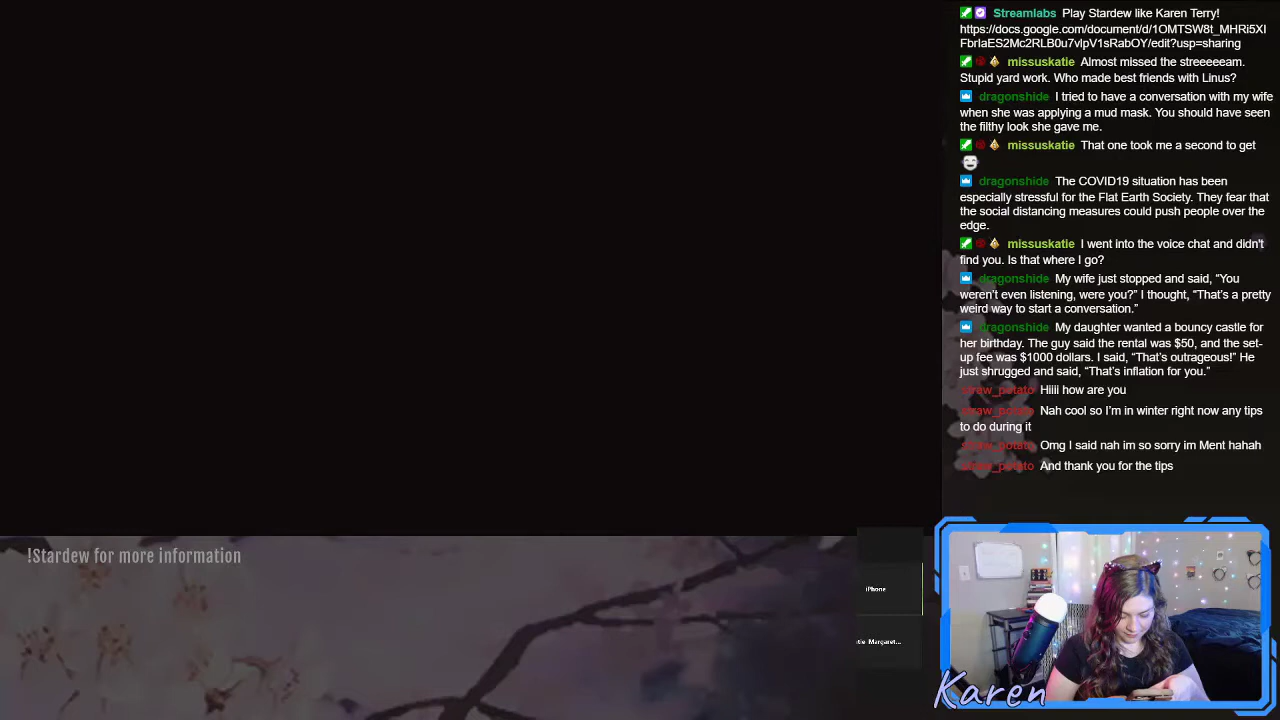 Streamlabs Play Stardew like Karen Terry!
https://docs.google.com/document/d/1OMTSW8t_MHRi5XI
FbrIaES2Mc2RLB0u7vlpV1sRabOY/edit?usp=sharing
missuskatie Almost missed the streeeeeam.
Stupid yard work. Who made best friends with Linus?
dragonshide I tried to have a conversation with my wife
when she was applying a mud mask. You should have seen
the filthy look she gave me.
missuskatie That one took me a second to get
dragonshide The COVID19 situation has been
especially stressful for the Flat Earth Society. They fear that
the social distancing measures could push people over the
edge.
missuskatie I went into the voice chat and didn't
find you. Is that where I go?
dragonshide My wife just stopped and said, “You
weren’t even listening, were you?” I thought, “That’s a pretty
weird way to start a conversation.”
dragonshide My daughter wanted a bouncy castle for
her birthday. The guy said the rental was $50, and the set-
up fee was $1000 dollars. I said, “That’s outrageous!” He
just shrugged and said, “That’s inflation for you.”
straw_potato Hiiii how are you
straw_potato Nah cool so I’m in winter right now any tips
to do during it
straw_potato Omg I said nah im so sorry im Ment hahah
straw_potato And thank you for the tips
!Stardew for more information
iPhone
tie Margaret...
Karen